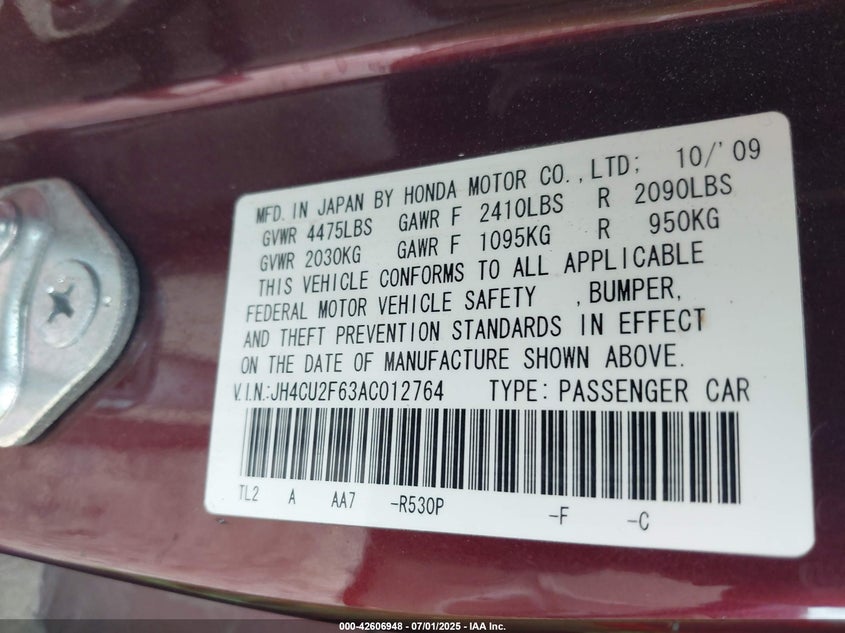 MFD. IN JAPAN BY HONDA MOTOR CO., LTD; 10/'09
GVWR 4475LBS GAWR F 2410LBS R 2090LBS
GVWR 2030KG GAWR F 1095KG R 950KG
THIS VEHICLE CONFORMS TO ALL APPLICABLE
FEDERAL MOTOR VEHICLE SAFETY , BUMPER,
AND THEFT PREVENTION STANDARDS IN EFFECT
ON THE DATE OF MANUFACTURE SHOWN ABOVE.
V.I.N.:JH4CU2F63AC012764 TYPE: PASSENGER CAR
TL2 A AA7 -R530P -F -C
000-42606948 - 07/01/2025 - IAA Inc.